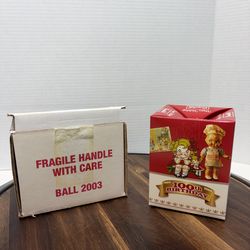 FRAGILE HANDLE
WITH CARE
BALL 2003
100th
BIRTHDAY